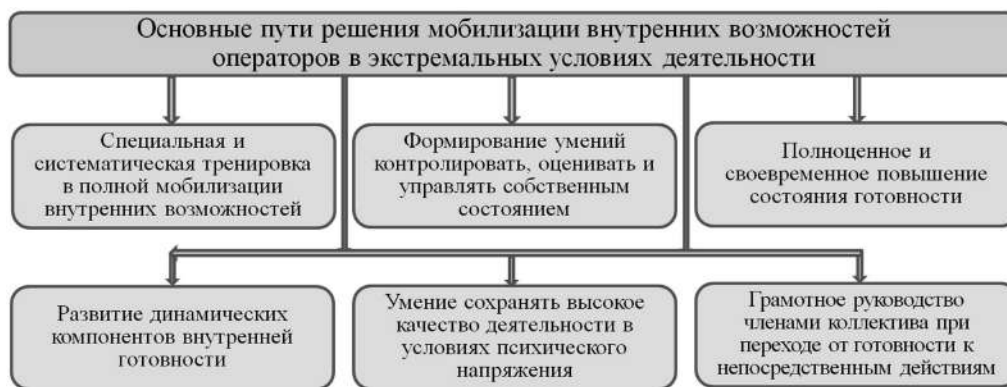 Основные пути решения мобилизации внутренних возможностей
операторов в экстремальных условиях деятельности
Специальная и
систематическая тренировка
в полной мобилизации
внутренних возможностей
Формирование умений
контролировать, оценивать и
управлять собственным
состоянием
Полноценное и
своевременное повышение
состояния готовности
Развитие динамических
компонентов внутренней
готовности
Умение сохранять высокое
качество деятельности в
условиях психического
напряжения
Грамотное руководство
членами коллектива при
переходе от готовности к
непосредственным действиям